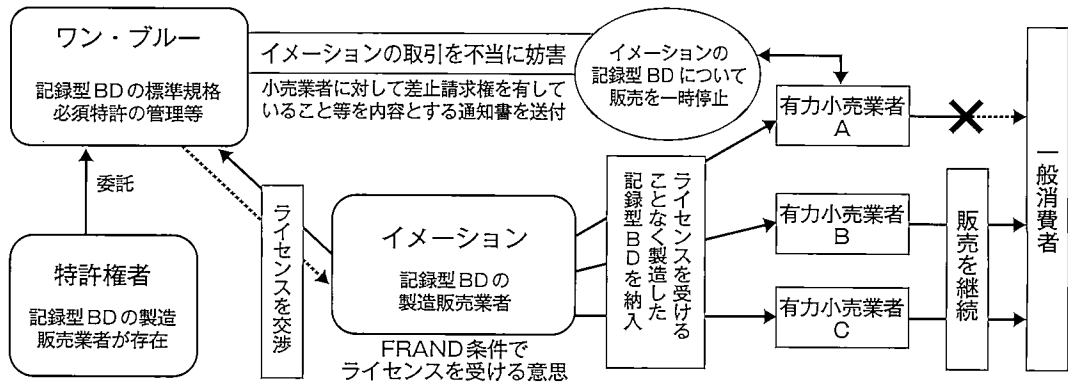 ワン・ブルー
記録型BDの標準規格
必須特許の管理等
イメーションの取引を不当に妨害
小売業者に対して差止請求権を有して
いること等を内容とする通知書を送付
イメーションの
記録型BDについて
販売を一時停止
有力小売業者
A
委託
特許権者
記録型BDの製造
販売業者が存在
ライセンスを交渉
イメーション
記録型BDの
製造販売業者
FRAND条件で
ライセンスを受ける意思
ライセンスを受ける
ことなく製造した
記録型BDを納入
有力小売業者
B
有力小売業者
C
販売を継続
一般消費者